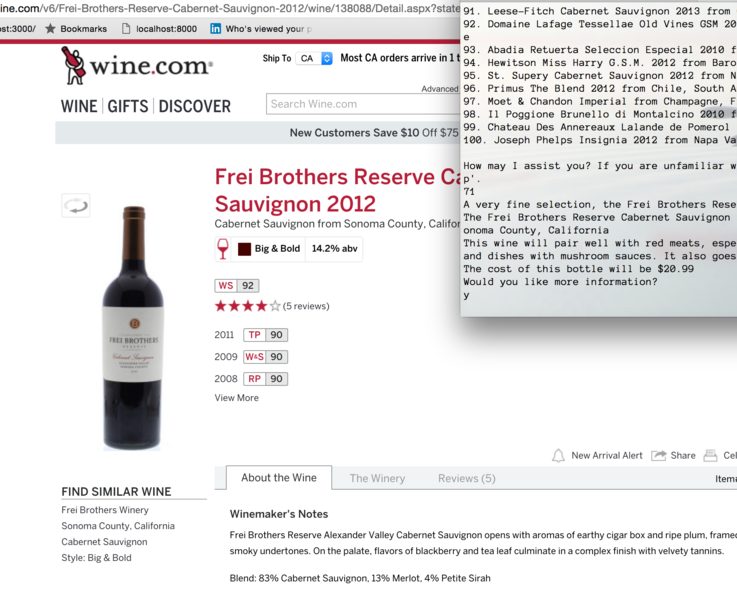 ine.com/v6/Frei-Brothers-Reserve-Cabernet-Sauvignon-2012/wine/138088/Detail.aspx?state
st:3000/ Bookmarks localhost:8000 Who's viewed your p
wine.com
Ship To CA Most CA orders arrive in 1
WINE GIFTS DISCOVER
Advanced
Search Wine.com
New Customers Save $10 Off $75
Frei Brothers Reserve Ca
Sauvignon 2012
Cabernet Sauvignon from Sonoma County, Califor
Big & Bold 14.2% abv
WS 92
(5 reviews)
2011 TP 90
2009 W&S 90
2008 RP 90
View More
FREI BROTHERS
RESERVE
Cabernet Sauvignon
New Arrival Alert Share Cel
About the Wine The Winery Reviews (5) Item
FIND SIMILAR WINE
Frei Brothers Winery
Sonoma County, California
Cabernet Sauvignon
Style: Big & Bold
Winemaker's Notes
Frei Brothers Reserve Alexander Valley Cabernet Sauvignon opens with aromas of earthy cigar box and ripe plum, framed
smoky undertones. On the palate, flavors of blackberry and tea leaf culminate in a complex finish with velvety tannins.
Blend: 83% Cabernet Sauvignon, 13% Merlot, 4% Petite Sirah
91. Leese-Fitch Cabernet Sauvignon 2013 from
92. Domaine Lafage Tessellae Old Vines GSM 20
e
93. Abadia Retuerta Seleccion Especial 2010 f
94. Hewitson Miss Harry G.S.M. 2012 from Baro
95. St. Supery Cabernet Sauvignon 2012 from N
96. Primus The Blend 2012 from Chile, South A
97. Moet & Chandon Imperial from Champagne, F
98. Il Poggione Brunello di Montalcino 2010 f
99. Chateau Des Annereaux Lalande de Pomerol
100. Joseph Phelps Insignia 2012 from Napa Va
How may I assist you? If you are unfamiliar w
p'.
71
A very fine selection, the Frei Brothers Rese
The Frei Brothers Reserve Cabernet Sauvignon
onoma County, California
This wine will pair well with red meats, espe
and dishes with mushroom sauces. It also goes
The cost of this bottle will be $20.99
Would you like more information?
y